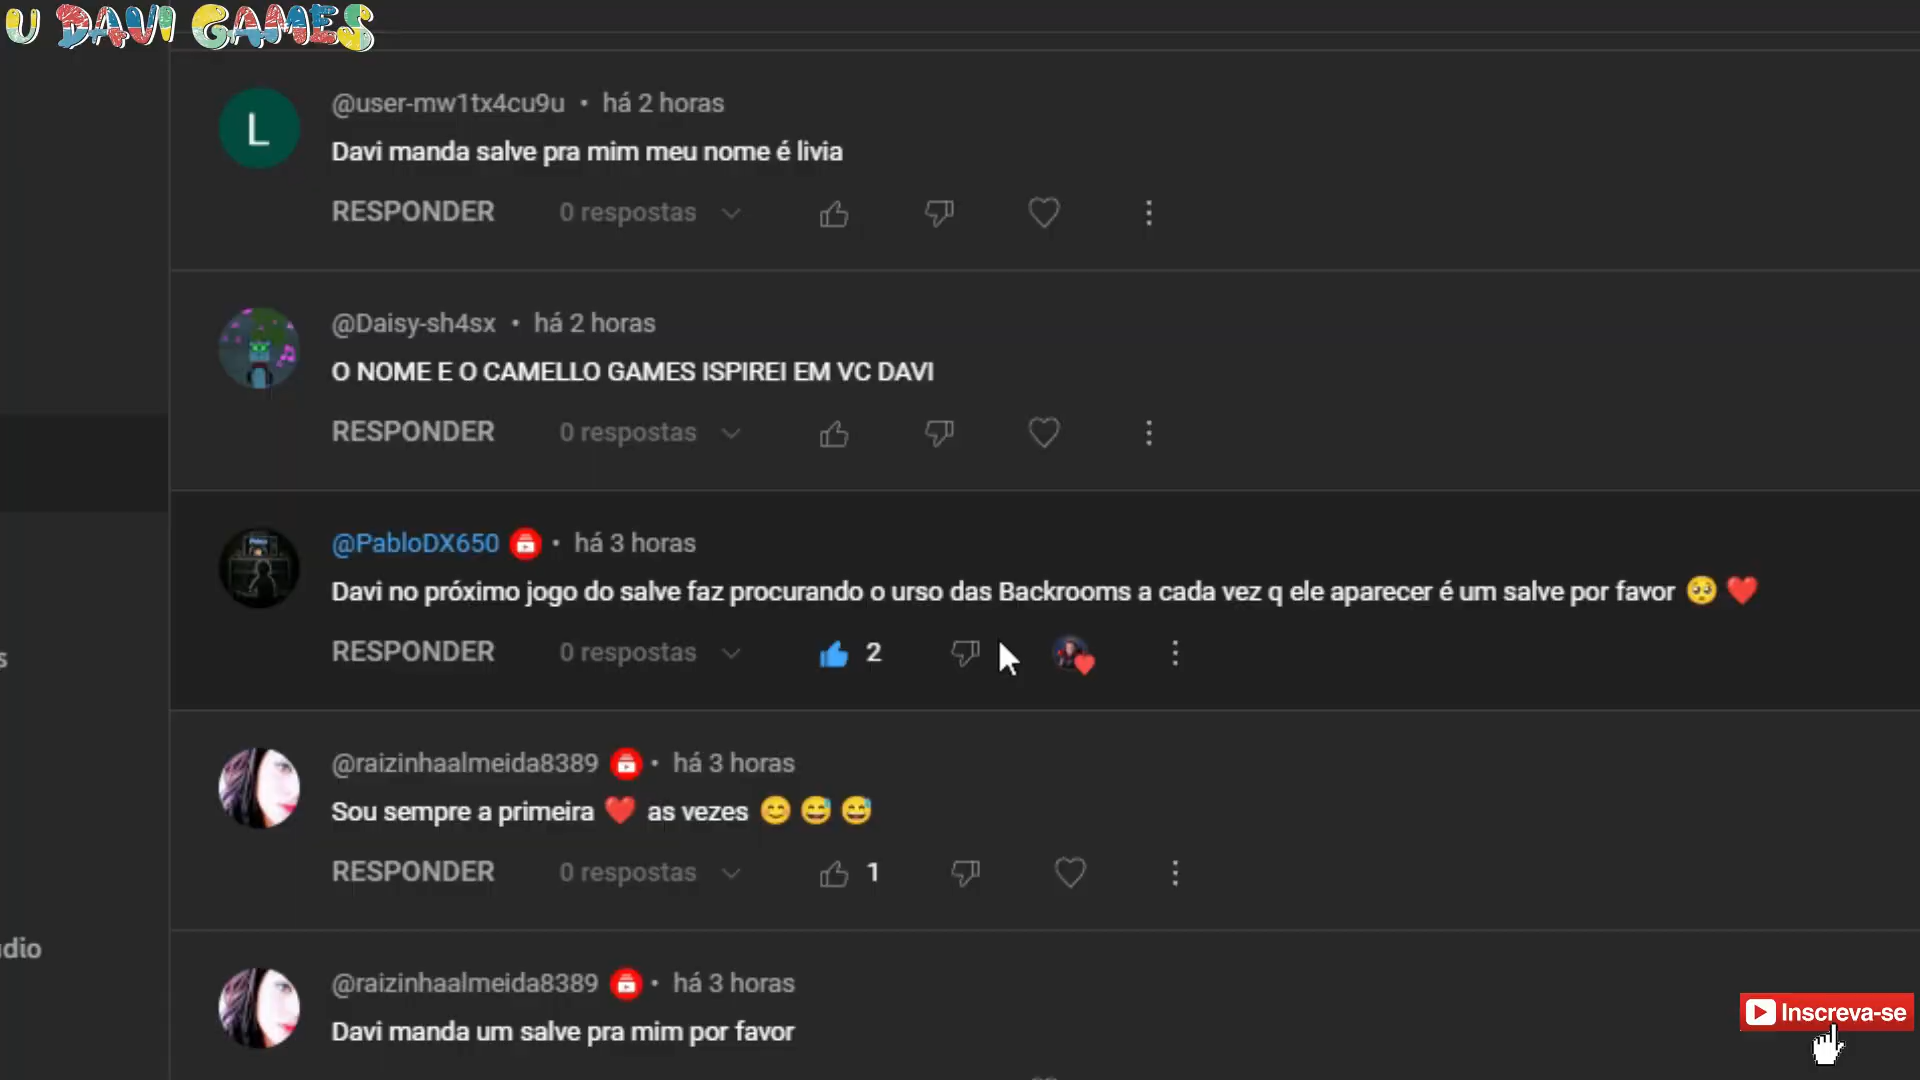 U DAVI GAMES
L
@user-mw1tx4cu9u • há 2 horas
Davi manda salve pra mim meu nome é livia
RESPONDER 0 respostas
@Daisy-sh4sx • há 2 horas
O NOME E O CAMELLO GAMES ISPIREI EM VC DAVI
RESPONDER 0 respostas
@PabloDX650 • há 3 horas
Davi no próximo jogo do salve faz procurando o urso das Backrooms a cada vez q ele aparecer é um salve por favor 🥺 ❤️
RESPONDER 0 respostas 2
@raizinhaalmeida8389 • há 3 horas
Sou sempre a primeira ❤️ as vezes 😊 😅 😅
RESPONDER 0 respostas 1
s
@raizinhaalmeida8389 • há 3 horas
Davi manda um salve pra mim por favor
dio
Inscreva-se